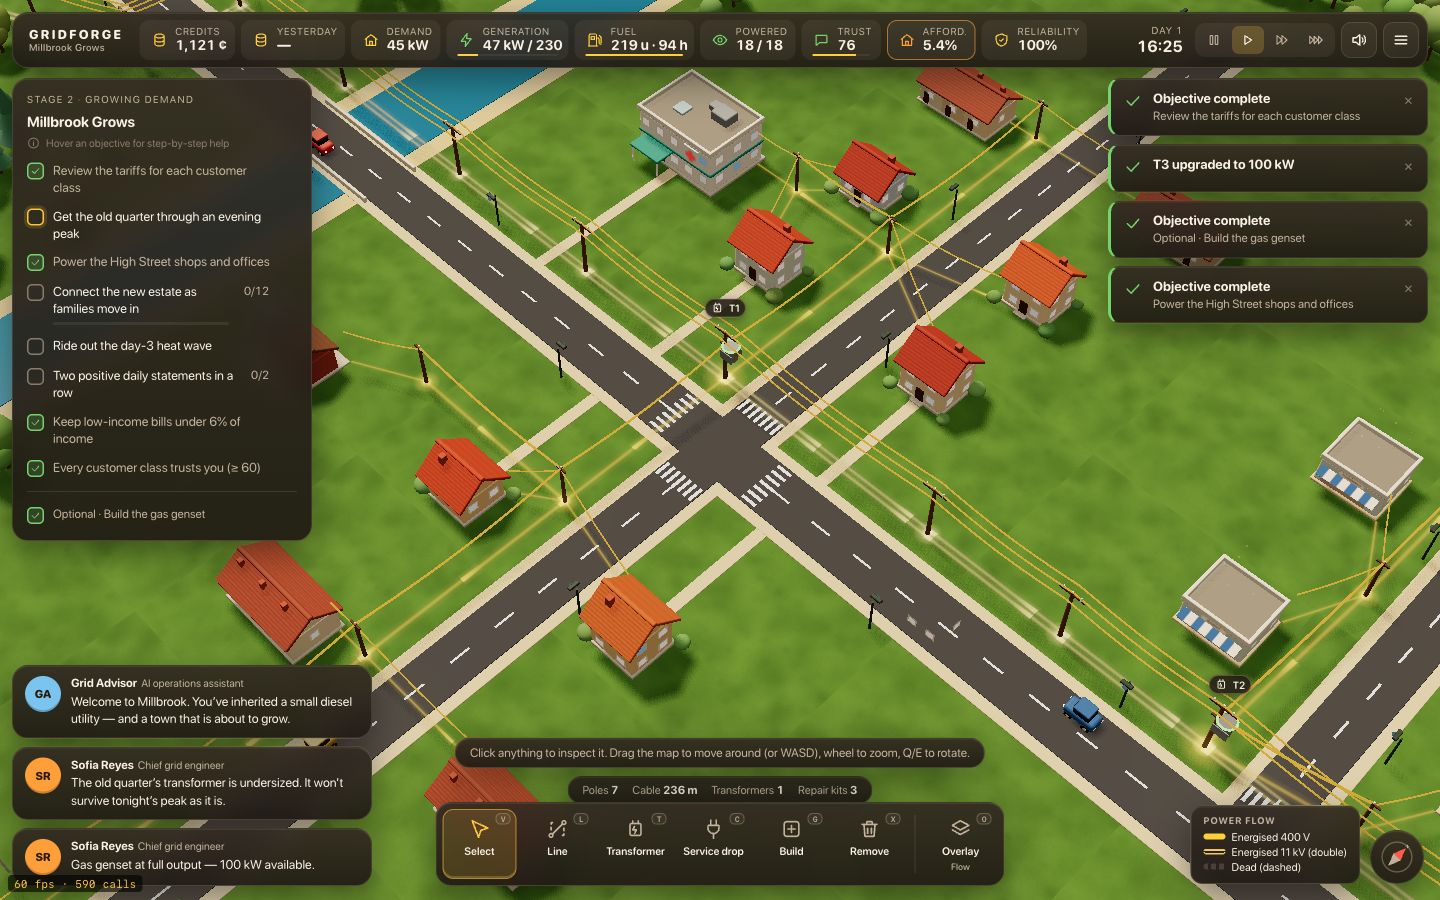 GRIDFORGE
Millbrook Grows
CREDITS
1,121 ¢
YESTERDAY
—
DEMAND
45 kW
GENERATION
47 kW / 230
FUEL
219 u · 94 h
POWERED
18 / 18
TRUST
76
AFFORD.
5.4%
RELIABILITY
100%
DAY 1
16:25
STAGE 2 · GROWING DEMAND
Millbrook Grows
Hover an objective for step-by-step help
Review the tariffs for each customer
class
Get the old quarter through an evening
peak
Power the High Street shops and offices
Connect the new estate as
families move in
0/12
Ride out the day-3 heat wave
Two positive daily statements in a
row
0/2
Keep low-income bills under 6% of
income
Every customer class trusts you (≥ 60)
Optional · Build the gas genset
Objective complete
Review the tariffs for each customer class
T3 upgraded to 100 kW
Objective complete
Optional · Build the gas genset
Objective complete
Power the High Street shops and offices
T1
T2
GA
Grid Advisor AI operations assistant
Welcome to Millbrook. You've inherited a small diesel
utility — and a town that is about to grow.
SR
Sofia Reyes Chief grid engineer
The old quarter's transformer is undersized. It won't
survive tonight's peak as it is.
SR
Sofia Reyes Chief grid engineer
Gas genset at full output — 100 kW available.
60 fps · 590 calls
Click anything to inspect it. Drag the map to move around (or WASD), wheel to zoom, Q/E to rotate.
Poles 7 Cable 236 m Transformers 1 Repair kits 3
V
Select
L
Line
T
Transformer
C
Service drop
G
Build
X
Remove
O
Overlay
Flow
POWER FLOW
Energised 400 V
Energised 11 kV (double)
Dead (dashed)